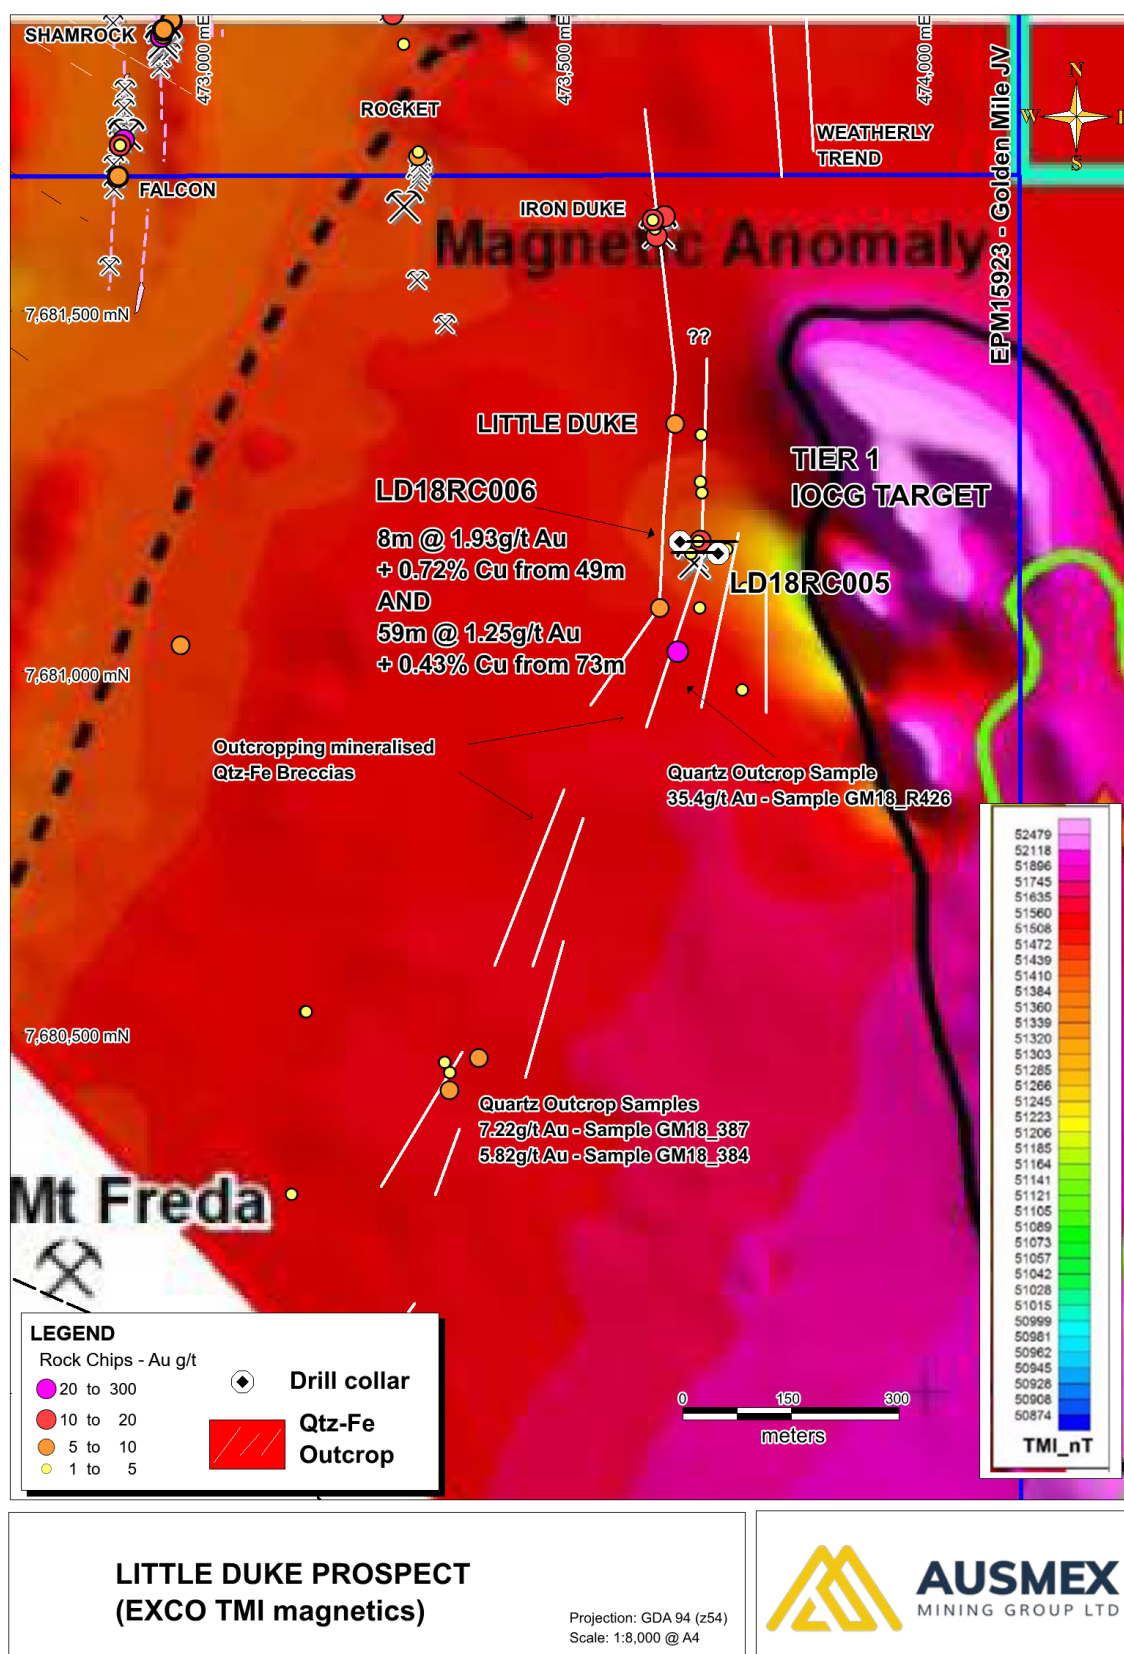 SHAMROCK
473,000 mE
473,500 mE
474,000 mE
EPM15923 - Golden Mile JV
N
W
S
ROCKET
WEATHERLY
TREND
FALCON
IRON DUKE
Magnetic Anomaly
7,681,500 mN
??
LITTLE DUKE
TIER 1
IOCG TARGET
LD18RC006
8m @ 1.93g/t Au
+ 0.72% Cu from 49m
AND
59m @ 1.25g/t Au
+ 0.43% Cu from 73m
LD18RC005
7,681,000 mN
Outcropping mineralised
Qtz-Fe Breccias
Quartz Outcrop Sample
35.4g/t Au - Sample GM18_R426
7,680,500 mN
Quartz Outcrop Samples
7.22g/t Au - Sample GM18_387
5.82g/t Au - Sample GM18_384
Mt Freda
52479
52118
51896
51745
51635
51560
51508
51472
51439
51410
51384
51360
51339
51320
51303
51285
51266
51245
51223
51206
51185
51164
51141
51121
51105
51089
51073
51057
51042
51028
51015
50999
50981
50962
50945
50928
50908
50874
TMI_nT
LEGEND
Rock Chips - Au g/t
20 to 300
10 to 20
5 to 10
1 to 5
Drill collar
Qtz-Fe
Outcrop
0 150 300
meters
LITTLE DUKE PROSPECT
(EXCO TMI magnetics)
Projection: GDA 94 (z54)
Scale: 1:8,000 @ A4
AUSMEX
MINING GROUP LTD